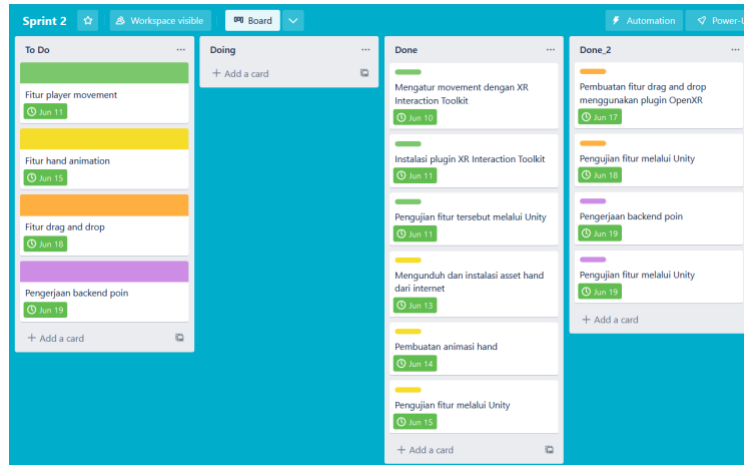 Sprint 2
Workspace visible
Board
Automation
Power-U
To Do
Fitur player movement
Jun 11
Fitur hand animation
Jun 15
Fitur drag and drop
Jun 18
Pengerjaan backend poin
Jun 19
+ Add a card
Doing
+ Add a card
Done
Mengatur movement dengan XR
Interaction Toolkit
Jun 10
Instalasi plugin XR Interaction Toolkit
Jun 11
Pengujian fitur tersebut melalui Unity
Jun 11
Mengunduh dan instalasi asset hand
dari internet
Jun 13
Pembuatan animasi hand
Jun 14
Pengujian fitur melalui Unity
Jun 15
+ Add a card
Done_2
Pembuatan fitur drag and drop
menggunakan plugin OpenXR
Jun 17
Pengujian fitur melalui Unity
Jun 18
Pengerjaan backend poin
Jun 19
Pengujian fitur melalui Unity
Jun 19
+ Add a card